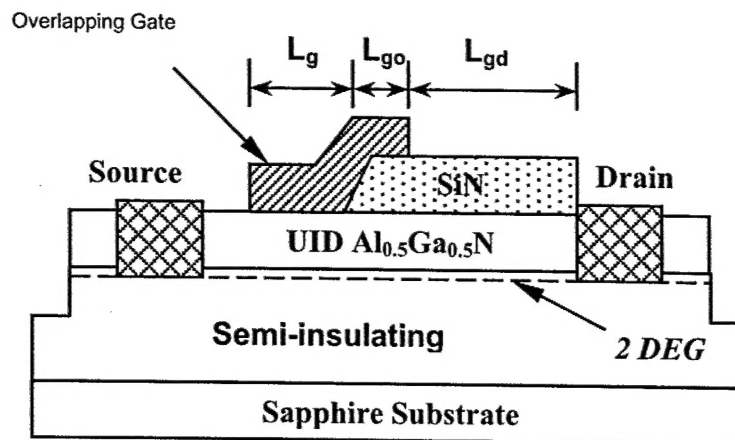 Overlapping Gate
Lg Lgo Lgd
Source
SiN
Drain
UID Al0.5Ga0.5N
Semi-insulating
2 DEG
Sapphire Substrate